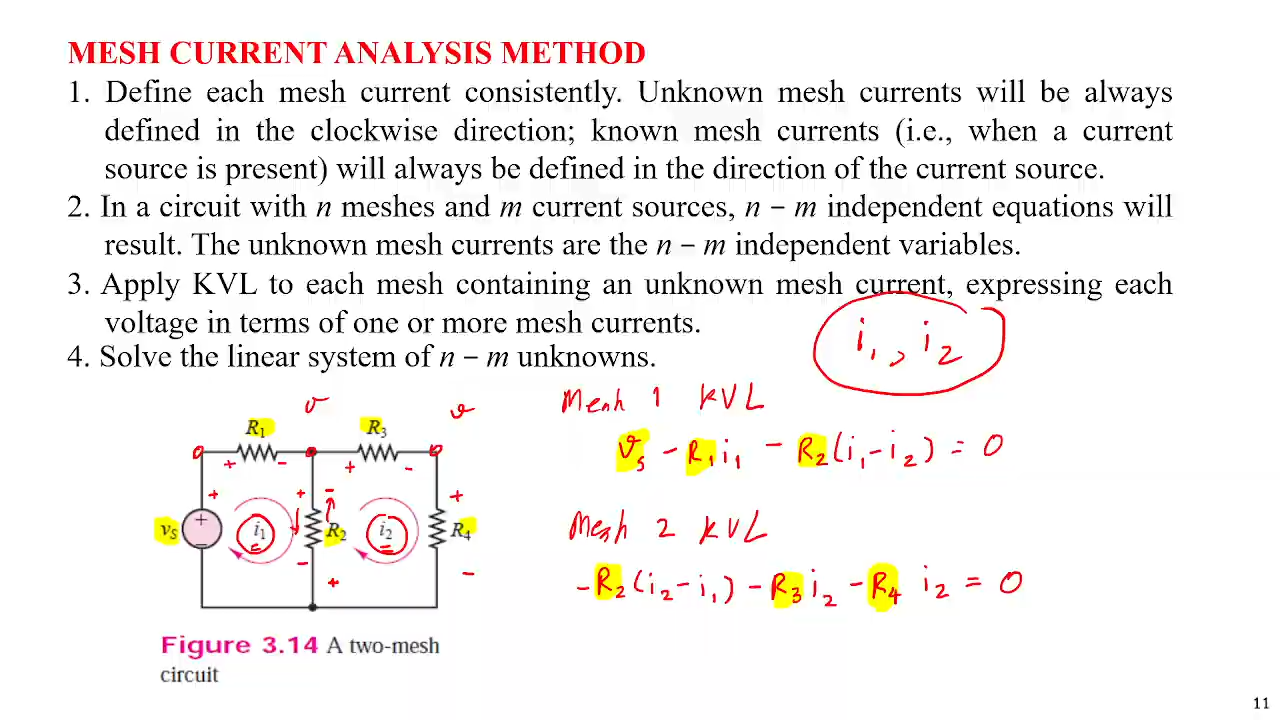 MESH CURRENT ANALYSIS METHOD
1. Define each mesh current consistently. Unknown mesh currents will be always
defined in the clockwise direction; known mesh currents (i.e., when a current
source is present) will always be defined in the direction of the current source.
2. In a circuit with n meshes and m current sources, n − m independent equations will
result. The unknown mesh currents are the n − m independent variables.
3. Apply KVL to each mesh containing an unknown mesh current, expressing each
voltage in terms of one or more mesh currents.
4. Solve the linear system of n − m unknowns.
i₁, i₂
Mesh 1 KVL
v_s − R₁i₁ − R₂(i₁−i₂) = 0
Mesh 2 KVL
−R₂(i₂−i₁) − R₃i₂ − R₄ i₂ = 0
v v
R₁ R₃
+ − + −
+ + − +
+
−
v_S i₁ R₂ i₂ R₄
− + −
Figure 3.14 A two-mesh
circuit
11